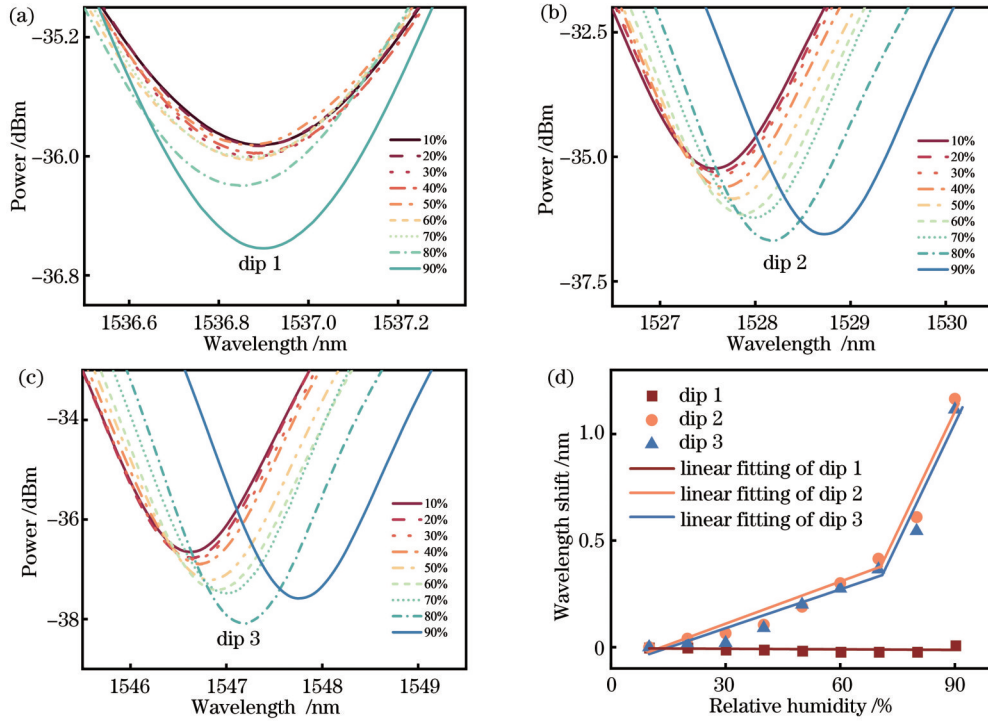 (a)
−35.2
−36.0
−36.8
Power /dBm
10%
20%
30%
40%
50%
60%
70%
80%
90%
dip 1
1536.6
1536.8
1537.0
1537.2
Wavelength /nm
(b)
−32.5
−35.0
−37.5
Power /dBm
10%
20%
30%
40%
50%
60%
70%
80%
90%
dip 2
1527
1528
1529
1530
Wavelength /nm
(c)
−34
−36
−38
Power /dBm
10%
20%
30%
40%
50%
60%
70%
80%
90%
dip 3
1546
1547
1548
1549
Wavelength /nm
(d)
1.0
0.5
0
Wavelength shift /nm
dip 1
dip 2
dip 3
linear fitting of dip 1
linear fitting of dip 2
linear fitting of dip 3
0
30
60
90
Relative humidity /%